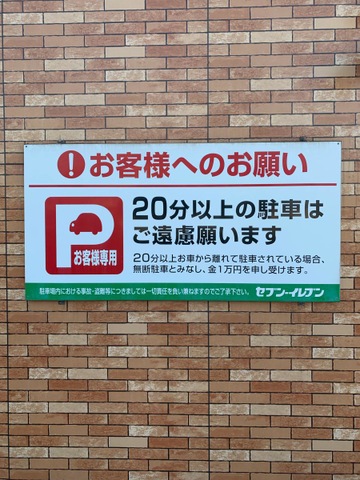 ! お客様へのお願い
P
お客様専用
20分以上の駐車は
ご遠慮願います
20分以上お車から離れて駐車されている場合、
無断駐車とみなし、金1万円を申し受けます。
駐車場内における事故・盗難等につきましては一切責任を負い兼ねますのでご了承下さい。 セブン-イレブン